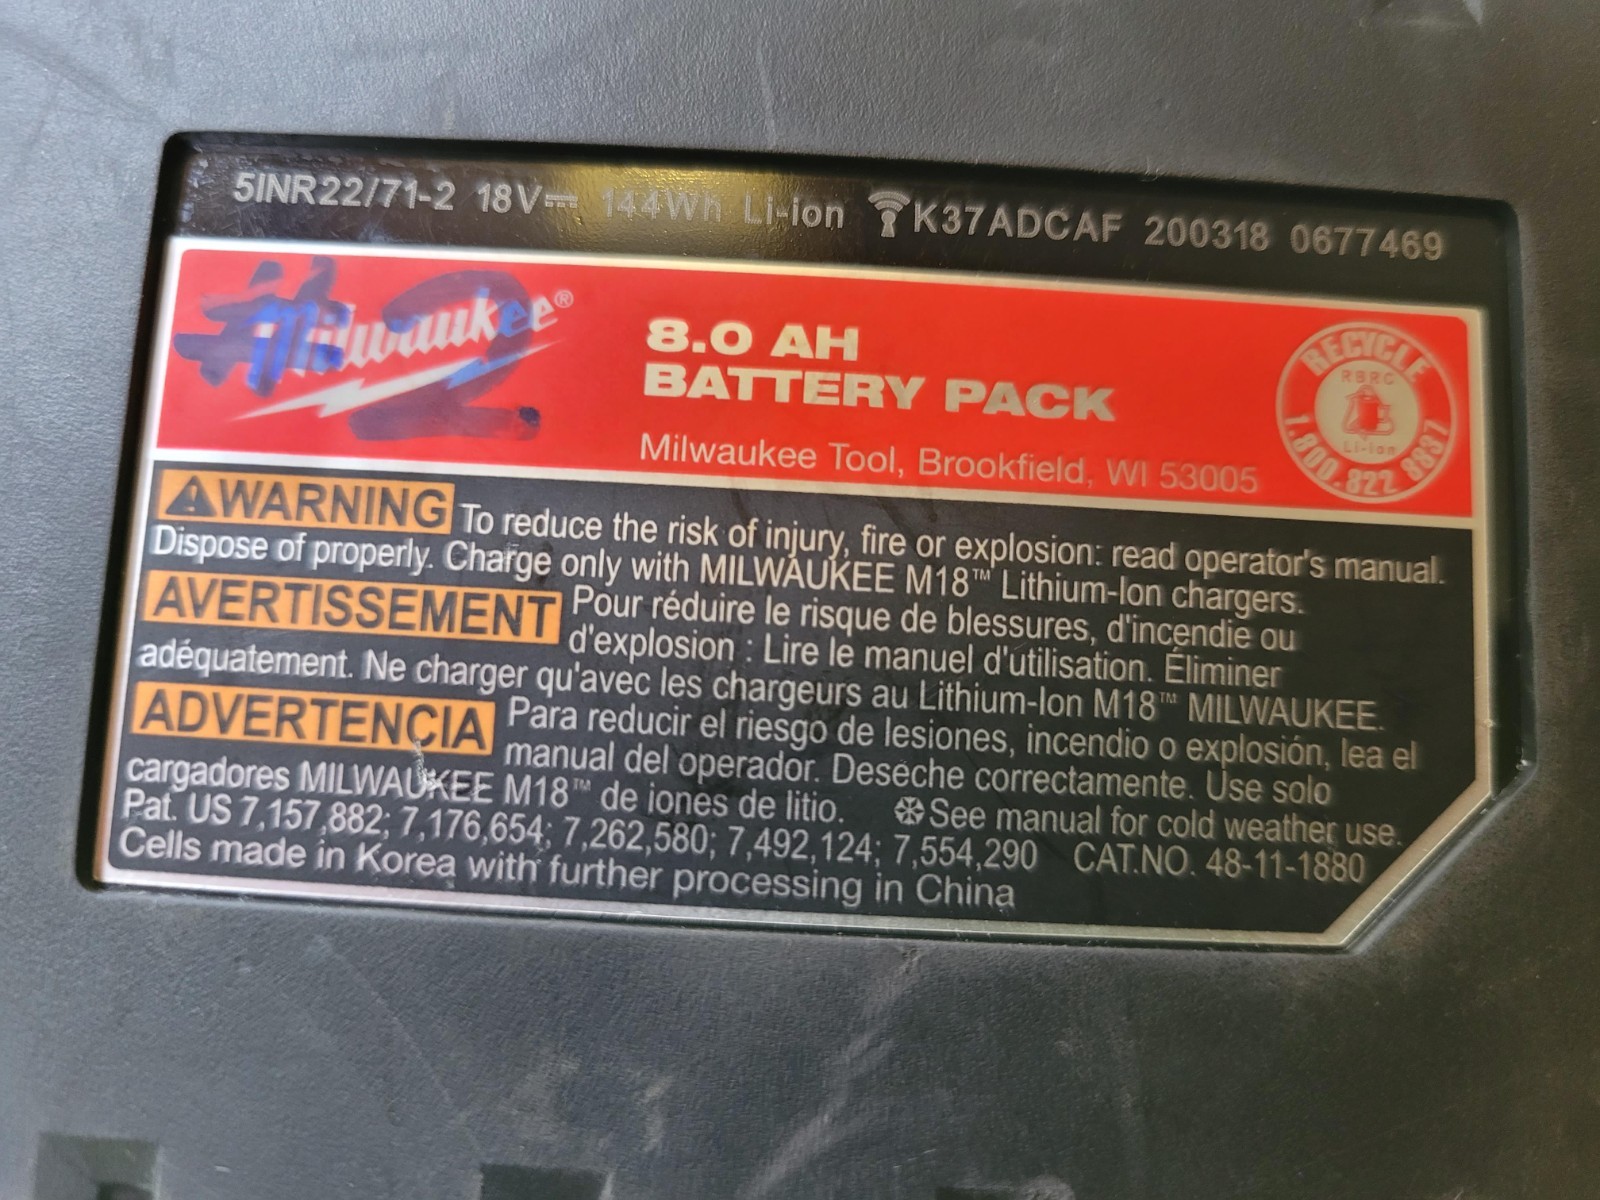 5INR22/71-2 18V⎓ 144Wh Li-ion K37ADCAF 200318 0677469
#2
Milwaukee®
8.0 AH
BATTERY PACK
Milwaukee Tool, Brookfield, WI 53005
RECYCLE
RBRC
Li-Ion
1.800.822.8837
WARNING To reduce the risk of injury, fire or explosion: read operator's manual.
Dispose of properly. Charge only with MILWAUKEE M18™ Lithium-Ion chargers.
AVERTISSEMENT Pour réduire le risque de blessures, d'incendie ou
d'explosion : Lire le manuel d'utilisation. Éliminer
adéquatement. Ne charger qu'avec les chargeurs au Lithium-Ion M18™ MILWAUKEE.
ADVERTENCIA Para reducir el riesgo de lesiones, incendio o explosión, lea el
manual del operador. Deseche correctamente. Use solo
cargadores MILWAUKEE M18™ de iones de litio. ❄See manual for cold weather use.
Pat. US 7,157,882; 7,176,654; 7,262,580; 7,492,124; 7,554,290 CAT.NO. 48-11-1880
Cells made in Korea with further processing in China